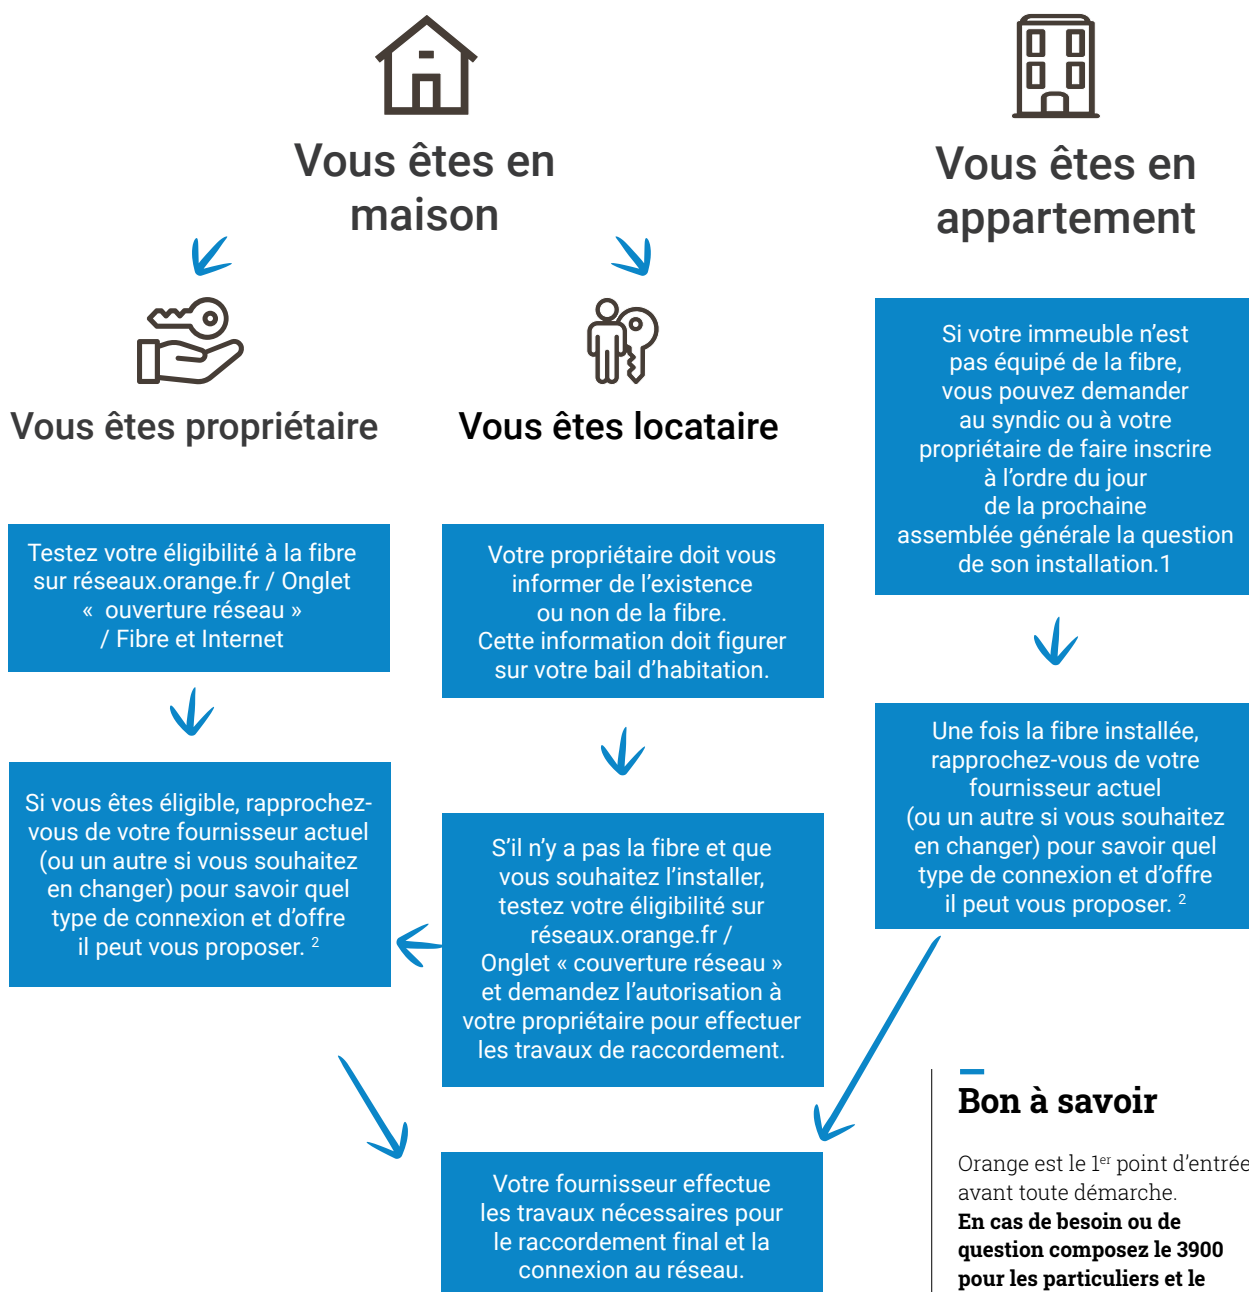 Vous êtes en
maison
Vous êtes en
appartement
Vous êtes propriétaire
Vous êtes locataire
Testez votre éligibilité à la fibre
sur réseaux.orange.fr / Onglet
«  ouverture réseau »
/ Fibre et Internet
Si vous êtes éligible, rapprochez-
vous de votre fournisseur actuel
(ou un autre si vous souhaitez
en changer) pour savoir quel
type de connexion et d’offre
il peut vous proposer. ²
Votre propriétaire doit vous
informer de l’existence
ou non de la fibre.
Cette information doit figurer
sur votre bail d’habitation.
S’il n’y a pas la fibre et que
vous souhaitez l’installer,
testez votre éligibilité sur
réseaux.orange.fr /
Onglet « couverture réseau »
et demandez l’autorisation à
votre propriétaire pour effectuer
les travaux de raccordement.
Si votre immeuble n’est
pas équipé de la fibre,
vous pouvez demander
au syndic ou à votre
propriétaire de faire inscrire
à l’ordre du jour
de la prochaine
assemblée générale la question
de son installation.1
Une fois la fibre installée,
rapprochez-vous de votre
fournisseur actuel
(ou un autre si vous souhaitez
en changer) pour savoir quel
type de connexion et d’offre
il peut vous proposer. ²
Votre fournisseur effectue
les travaux nécessaires pour
le raccordement final et la
connexion au réseau.
Bon à savoir
Orange est le 1er point d’entrée
avant toute démarche.
En cas de besoin ou de
question composez le 3900
pour les particuliers et le